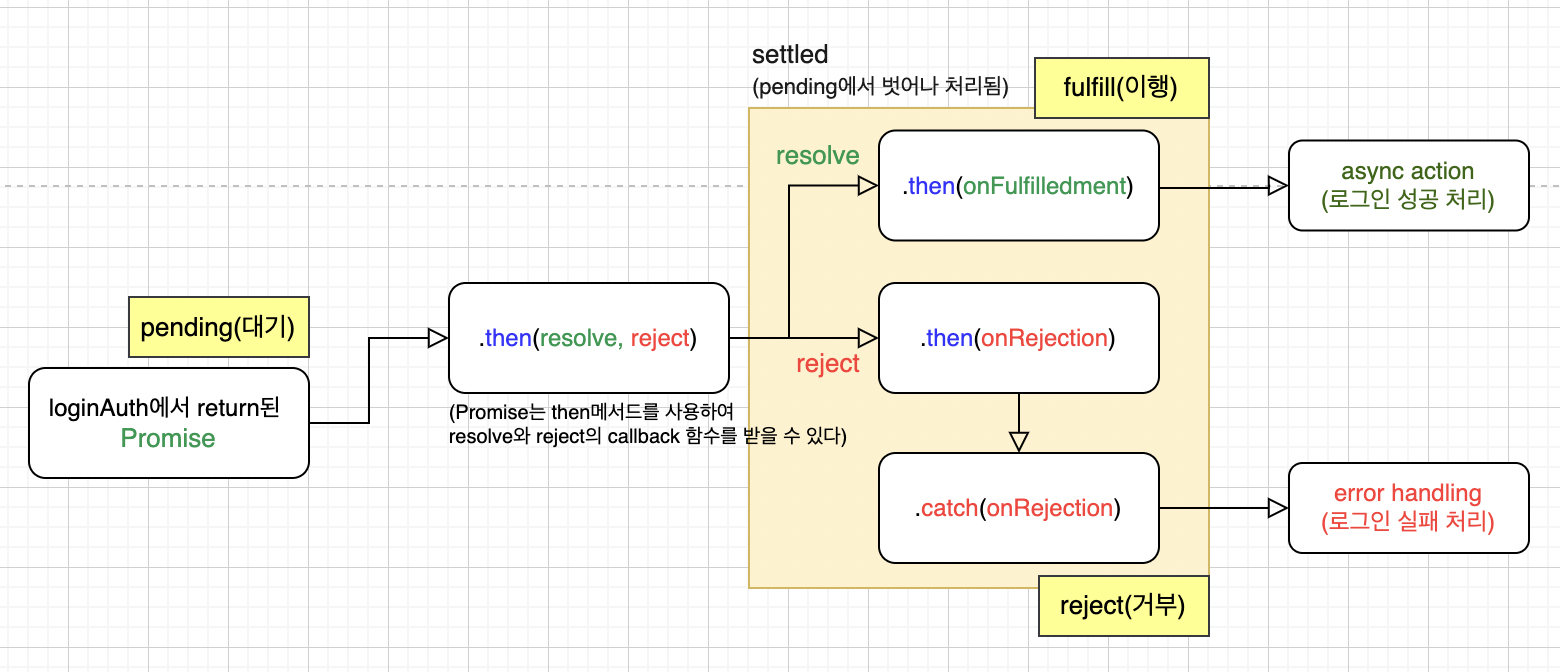 settled
(pending에서 벗어나 처리됨)
fulfill(이행)
resolve
.then(onFulfilledment)
async action
(로그인 성공 처리)
pending(대기)
loginAuth에서 return된
Promise
.then(resolve, reject)
(Promise는 then메서드를 사용하여
resolve와 reject의 callback 함수를 받을 수 있다)
reject
.then(onRejection)
.catch(onRejection)
error handling
(로그인 실패 처리)
reject(거부)